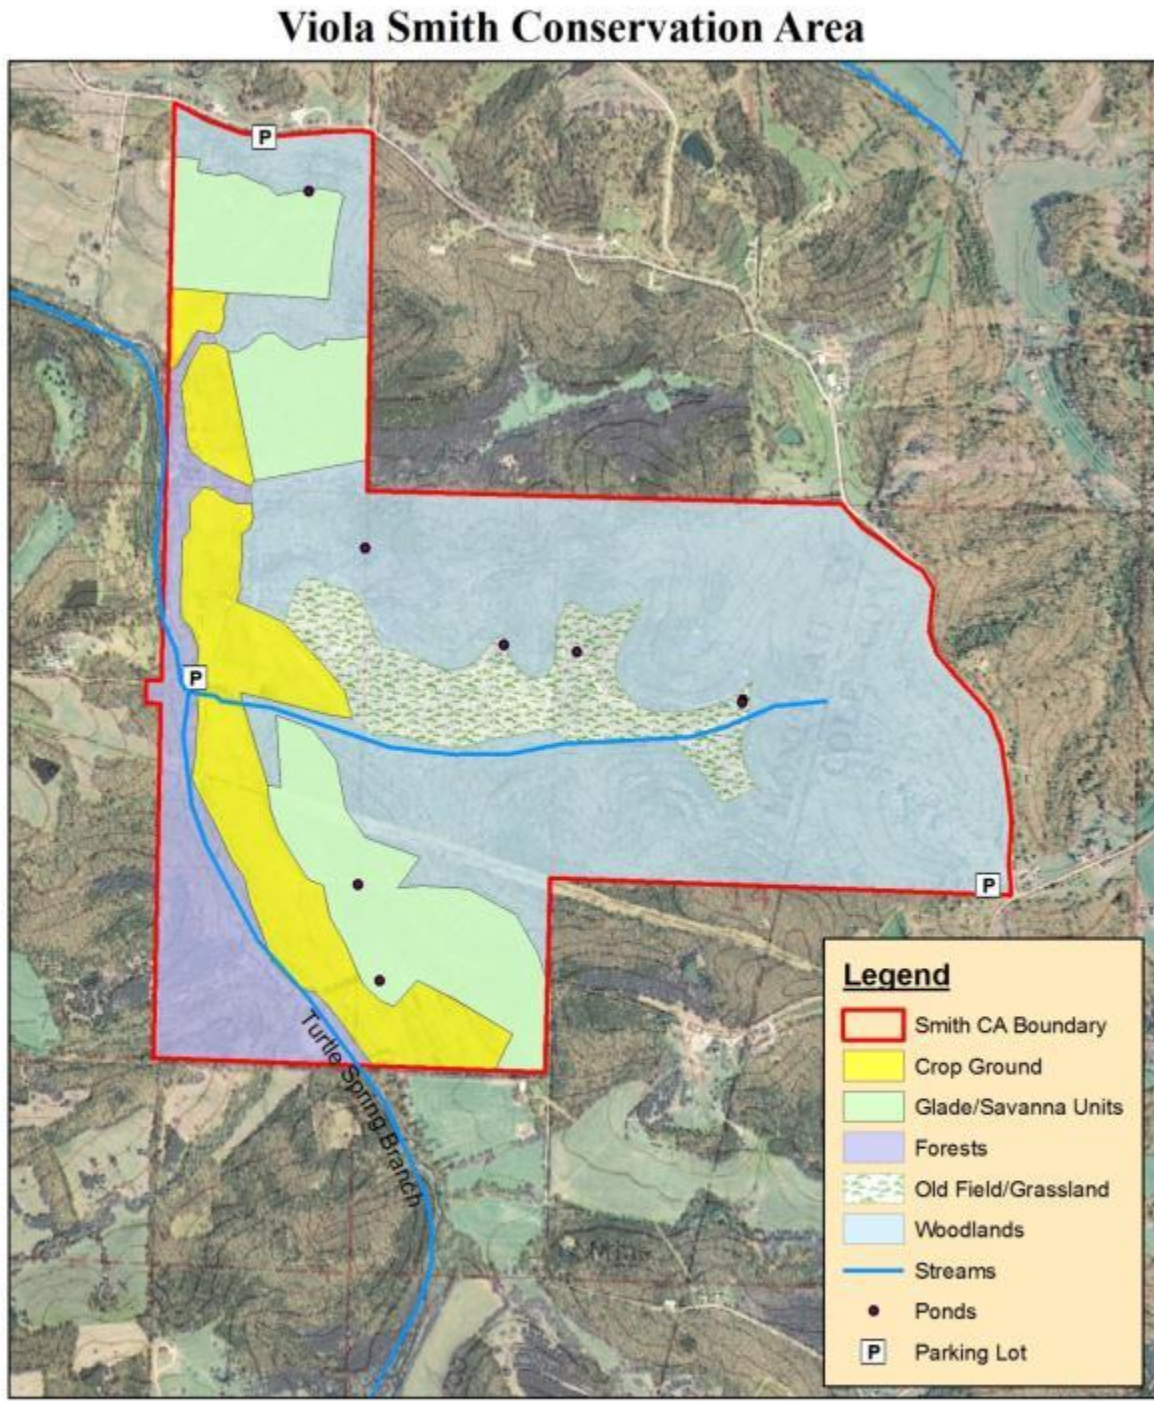 Viola Smith Conservation Area
P
P
P
Turtle Spring Branch
Legend
Smith CA Boundary
Crop Ground
Glade/Savanna Units
Forests
Old Field/Grassland
Woodlands
Streams
Ponds
P Parking Lot